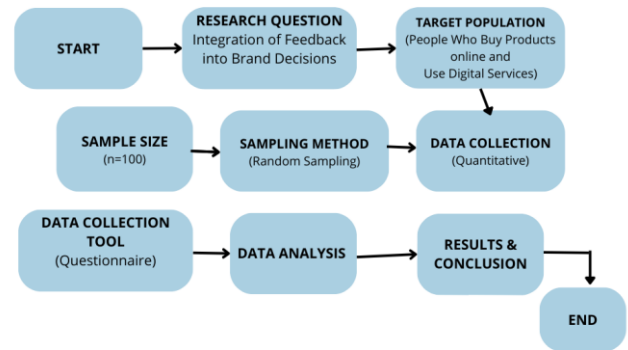 START
RESEARCH QUESTION
Integration of Feedback
into Brand Decisions
TARGET POPULATION
(People Who Buy Products
online and
Use Digital Services)
SAMPLE SIZE
(n=100)
SAMPLING METHOD
(Random Sampling)
DATA COLLECTION
(Quantitative)
DATA COLLECTION
TOOL
(Questionnaire)
DATA ANALYSIS
RESULTS &
CONCLUSION
END